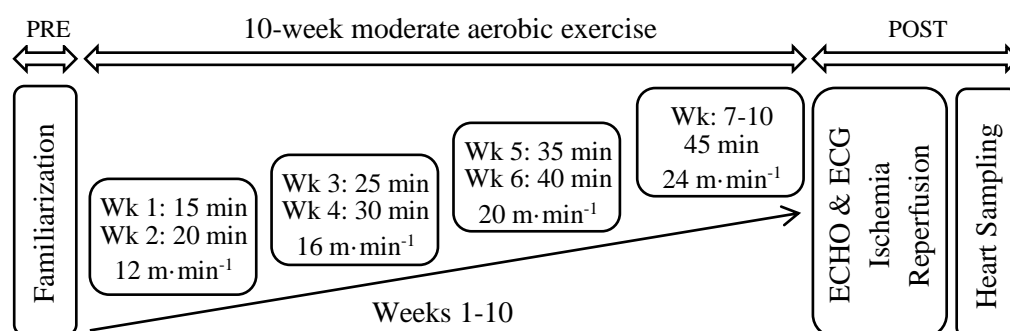 PRE
10-week moderate aerobic exercise
POST
Familiarization
Wk 1: 15 min
Wk 2: 20 min
12 m·min⁻¹
Wk 3: 25 min
Wk 4: 30 min
16 m·min⁻¹
Wk 5: 35 min
Wk 6: 40 min
20 m·min⁻¹
Wk: 7-10
45 min
24 m·min⁻¹
Weeks 1-10
ECHO & ECG
Ischemia
Reperfusion
Heart Sampling